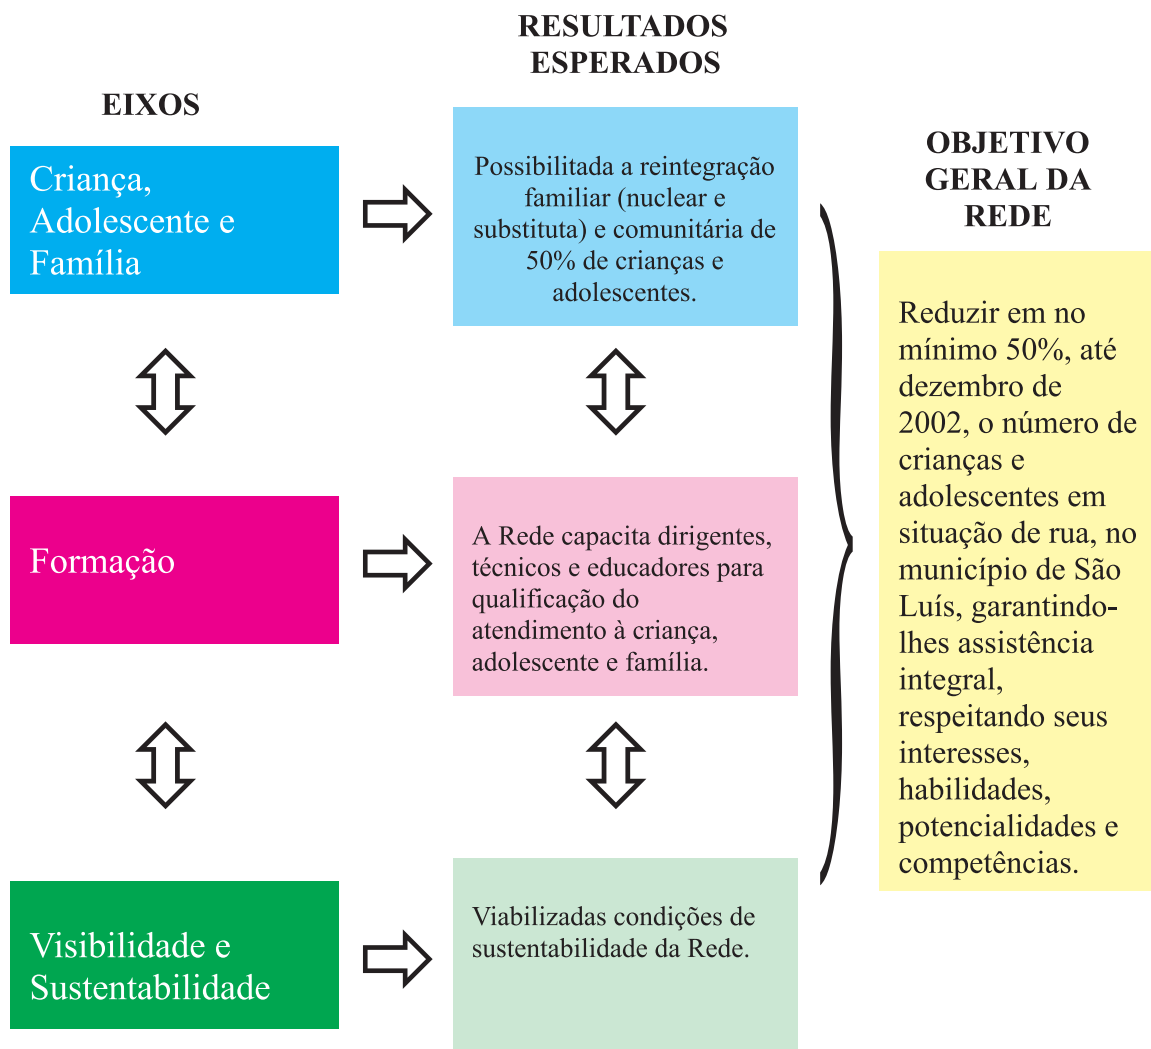 RESULTADOS
ESPERADOS
EIXOS
OBJETIVO
GERAL DA
REDE
Criança,
Adolescente e
Família
Possibilitada a reintegração
familiar (nuclear e
substituta) e comunitária de
50% de crianças e
adolescentes.
Formação
A Rede capacita dirigentes,
técnicos e educadores para
qualificação do
atendimento à criança,
adolescente e família.
Visibilidade e
Sustentabilidade
Viabilizadas condições de
sustentabilidade da Rede.
Reduzir em no
mínimo 50%, até
dezembro de
2002, o número de
crianças e
adolescentes em
situação de rua, no
município de São
Luís, garantindo-
lhes assistência
integral,
respeitando seus
interesses,
habilidades,
potencialidades e
competências.